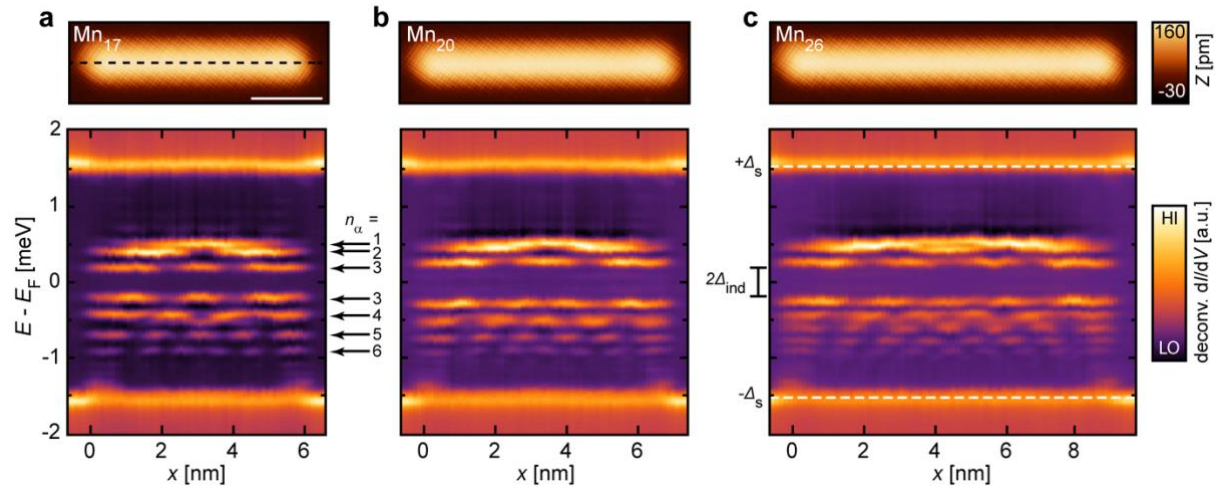 a
b
c
Mn17
Mn20
Mn26
160
-30
Z [pm]
2
1
0
-1
-2
E - EF [meV]
nα =
1
2
3
3
4
5
6
+Δs
2Δind
-Δs
HI
LO
deconv. dI/dV [a.u.]
0 2 4 6
0 2 4 6
0 2 4 6 8
x [nm]
x [nm]
x [nm]